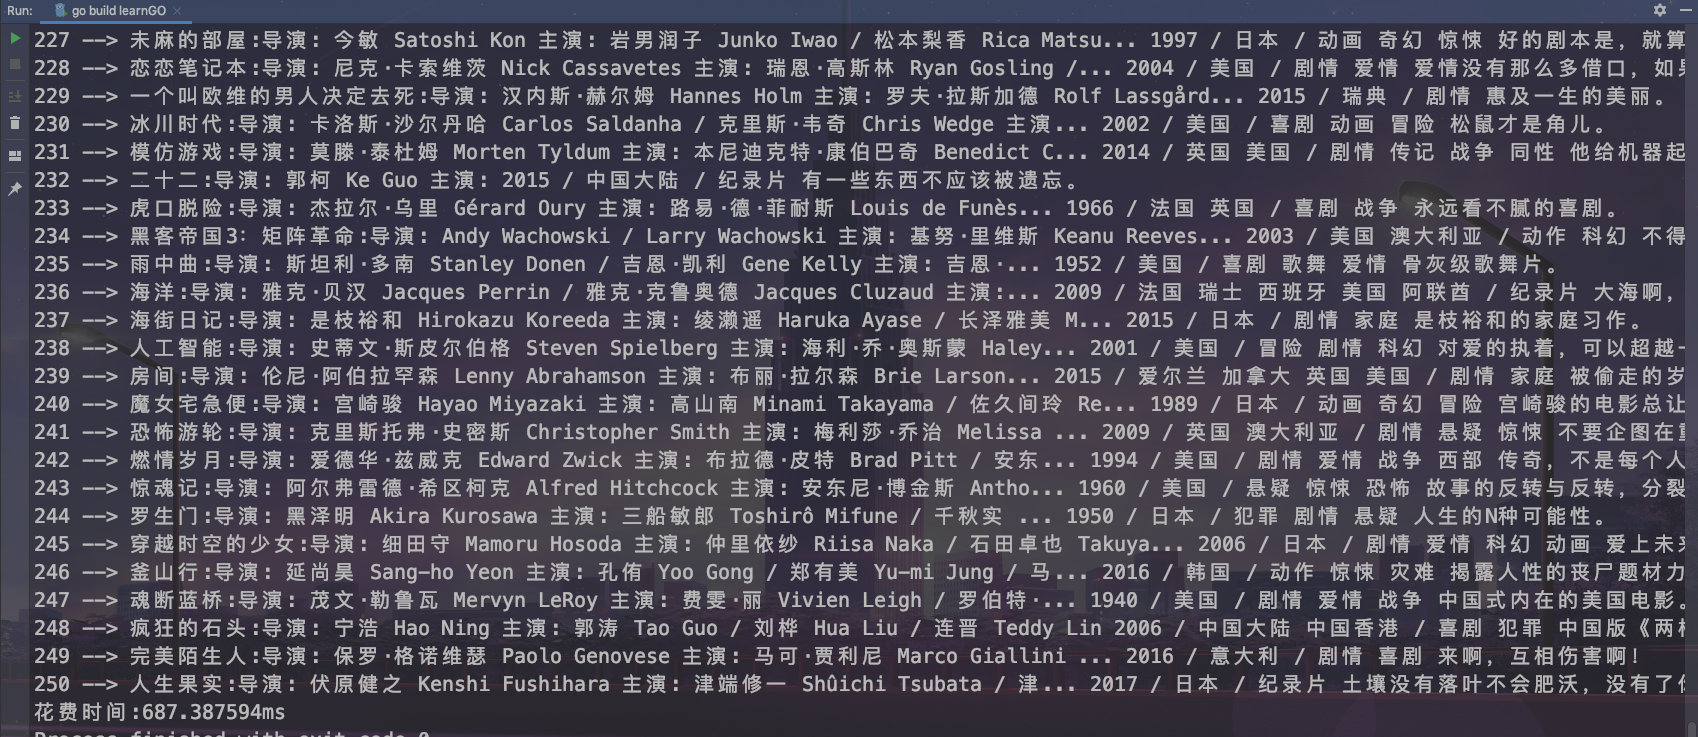 Run: go build learnGO
227 --> 未麻的部屋:导演: 今敏 Satoshi Kon 主演: 岩男润子 Junko Iwao / 松本梨香 Rica Matsu... 1997 / 日本 / 动画 奇幻 惊悚 好的剧本是，就算
228 --> 恋恋笔记本:导演: 尼克·卡索维茨 Nick Cassavetes 主演: 瑞恩·高斯林 Ryan Gosling /... 2004 / 美国 / 剧情 爱情 爱情没有那么多借口，如果
229 --> 一个叫欧维的男人决定去死:导演: 汉内斯·赫尔姆 Hannes Holm 主演: 罗夫·拉斯加德 Rolf Lassgård... 2015 / 瑞典 / 剧情 惠及一生的美丽。
230 --> 冰川时代:导演: 卡洛斯·沙尔丹哈 Carlos Saldanha / 克里斯·韦奇 Chris Wedge 主演... 2002 / 美国 / 喜剧 动画 冒险 松鼠才是角儿。
231 --> 模仿游戏:导演: 莫滕·泰杜姆 Morten Tyldum 主演: 本尼迪克特·康伯巴奇 Benedict C... 2014 / 英国 美国 / 剧情 传记 战争 同性 他给机器起
232 --> 二十二:导演: 郭柯 Ke Guo 主演: 2015 / 中国大陆 / 纪录片 有一些东西不应该被遗忘。
233 --> 虎口脱险:导演: 杰拉尔·乌里 Gérard Oury 主演: 路易·德·菲耐斯 Louis de Funès... 1966 / 法国 英国 / 喜剧 战争 永远看不腻的喜剧。
234 --> 黑客帝国3: 矩阵革命:导演: Andy Wachowski / Larry Wachowski 主演: 基努·里维斯 Keanu Reeves... 2003 / 美国 澳大利亚 / 动作 科幻 不得
235 --> 雨中曲:导演: 斯坦利·多南 Stanley Donen / 吉恩·凯利 Gene Kelly 主演: 吉恩·... 1952 / 美国 / 喜剧 歌舞 爱情 骨灰级歌舞片。
236 --> 海洋:导演: 雅克·贝汉 Jacques Perrin / 雅克·克鲁奥德 Jacques Cluzaud 主演:... 2009 / 法国 瑞士 西班牙 美国 阿联酋 / 纪录片 大海啊，
237 --> 海街日记:导演: 是枝裕和 Hirokazu Koreeda 主演: 绫濑遥 Haruka Ayase / 长泽雅美 M... 2015 / 日本 / 剧情 家庭 是枝裕和的家庭习作。
238 --> 人工智能:导演: 史蒂文·斯皮尔伯格 Steven Spielberg 主演: 海利·乔·奥斯蒙 Haley... 2001 / 美国 / 冒险 剧情 科幻 对爱的执着，可以超越一
239 --> 房间:导演: 伦尼·阿伯拉罕森 Lenny Abrahamson 主演: 布丽·拉尔森 Brie Larson... 2015 / 爱尔兰 加拿大 英国 美国 / 剧情 家庭 被偷走的岁
240 --> 魔女宅急便:导演: 宫崎骏 Hayao Miyazaki 主演: 高山南 Minami Takayama / 佐久间玲 Re... 1989 / 日本 / 动画 奇幻 冒险 宫崎骏的电影总让
241 --> 恐怖游轮:导演: 克里斯托弗·史密斯 Christopher Smith 主演: 梅利莎·乔治 Melissa ... 2009 / 英国 澳大利亚 / 剧情 悬疑 惊悚 不要企图在重
242 --> 燃情岁月:导演: 爱德华·兹威克 Edward Zwick 主演: 布拉德·皮特 Brad Pitt / 安东... 1994 / 美国 / 剧情 爱情 战争 西部 传奇，不是每个人
243 --> 惊魂记:导演: 阿尔弗雷德·希区柯克 Alfred Hitchcock 主演: 安东尼·博金斯 Antho... 1960 / 美国 / 悬疑 惊悚 恐怖 故事的反转与反转，分裂
244 --> 罗生门:导演: 黑泽明 Akira Kurosawa 主演: 三船敏郎 Toshirô Mifune / 千秋实 ... 1950 / 日本 / 犯罪 剧情 悬疑 人生的N种可能性。
245 --> 穿越时空的少女:导演: 细田守 Mamoru Hosoda 主演: 仲里依纱 Riisa Naka / 石田卓也 Takuya... 2006 / 日本 / 剧情 爱情 科幻 动画 爱上未来
246 --> 釜山行:导演: 延尚昊 Sang-ho Yeon 主演: 孔侑 Yoo Gong / 郑有美 Yu-mi Jung / 马... 2016 / 韩国 / 动作 惊悚 灾难 揭露人性的丧尸题材力
247 --> 魂断蓝桥:导演: 茂文·勒鲁瓦 Mervyn LeRoy 主演: 费雯·丽 Vivien Leigh / 罗伯特·... 1940 / 美国 / 剧情 爱情 战争 中国式内在的美国电影。
248 --> 疯狂的石头:导演: 宁浩 Hao Ning 主演: 郭涛 Tao Guo / 刘桦 Hua Liu / 连晋 Teddy Lin 2006 / 中国大陆 中国香港 / 喜剧 犯罪 中国版《两杆
249 --> 完美陌生人:导演: 保罗·格诺维瑟 Paolo Genovese 主演: 马可·贾利尼 Marco Giallini ... 2016 / 意大利 / 剧情 喜剧 来啊，互相伤害啊！
250 --> 人生果实:导演: 伏原健之 Kenshi Fushihara 主演: 津端修一 Shûichi Tsubata / 津... 2017 / 日本 / 纪录片 土壤没有落叶不会肥沃，没有了你
花费时间:687.387594ms
Process finished with exit code 0